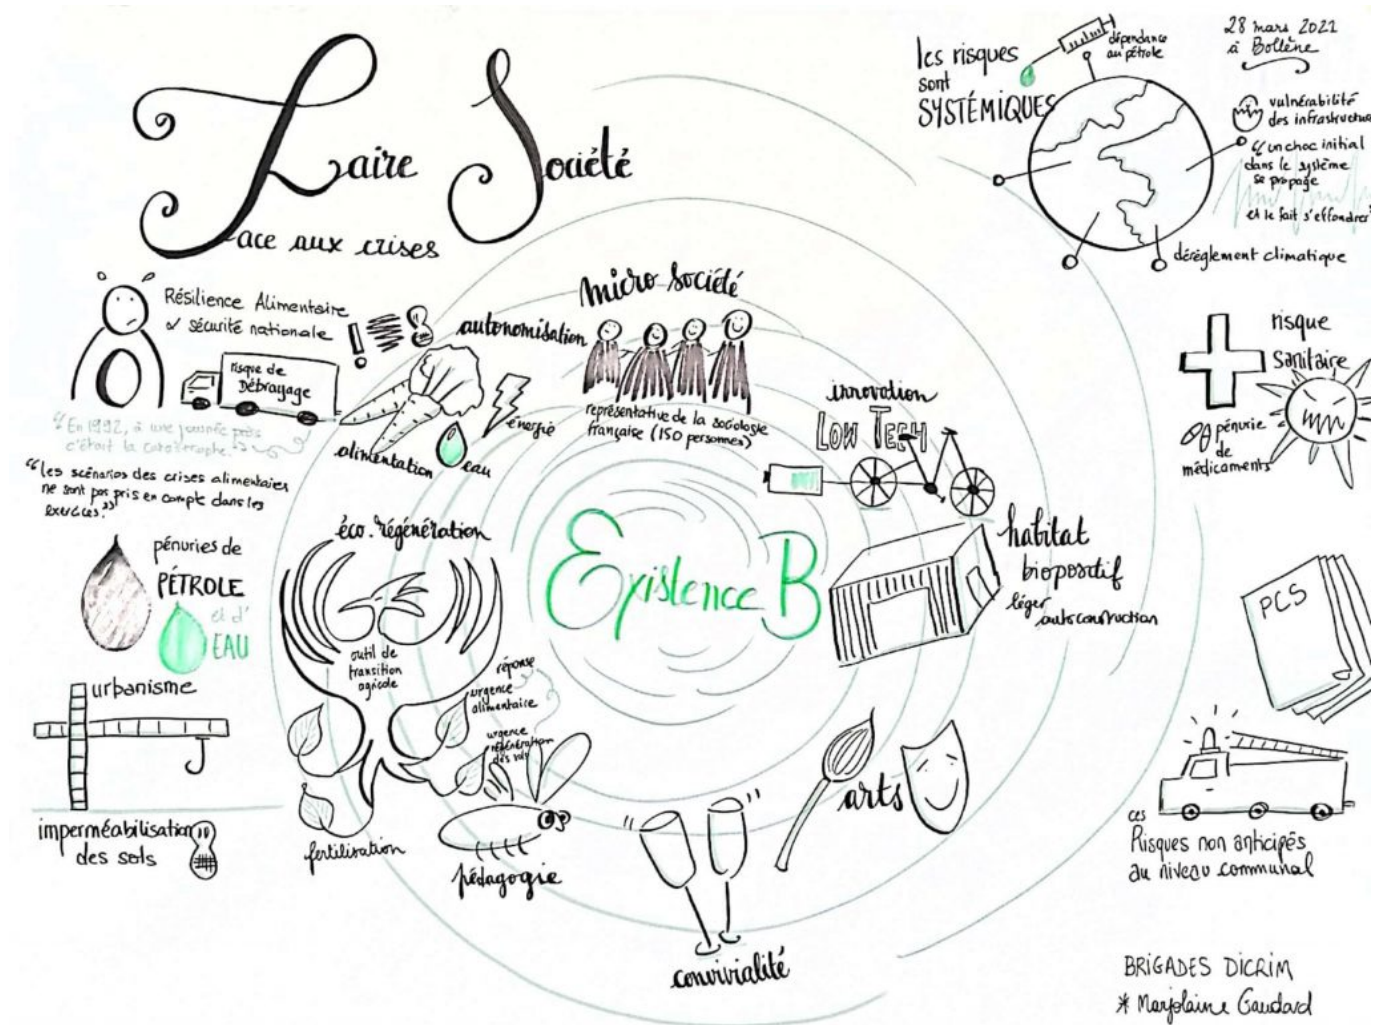 Faire Société
Face aux crises
les risques
sont
SYSTÉMIQUES
dépendance
au pétrole
28 mars 2021
à Bollène
vulnérabilité
des infrastructu
"un choc initial
dans le système
se propage
et le fait s'effondrer"
dérèglement climatique
Résilience Alimentaire
& sécurité nationale
risque de
Débrayage
"En 1992, à une journée près
c'était la catastrophe."
"Les scénarios des crises alimentaires
ne sont pas pris en compte dans les
exercices."
pénuries de
PÉTROLE
et d'
EAU
urbanisme
imperméabilisation
des sols
micro société
autonomisation
représentative de la sociologie
française (150 personnes)
énergie
eau
alimentation
innovation
LOW TECH
Existence B
habitat
biopositif
léger
autoconstruction
éco.régénération
outil de
transition
agricole
réponse
urgence
alimentaire
urgence
régénération
des sols
fertilisation
pédagogie
convivialité
arts
risque
Sanitaire
pénurie
de
médicaments
PCS
ces
Risques non anticipés
au niveau communal
BRIGADES DICRIM
* Marjolaine Gaudard